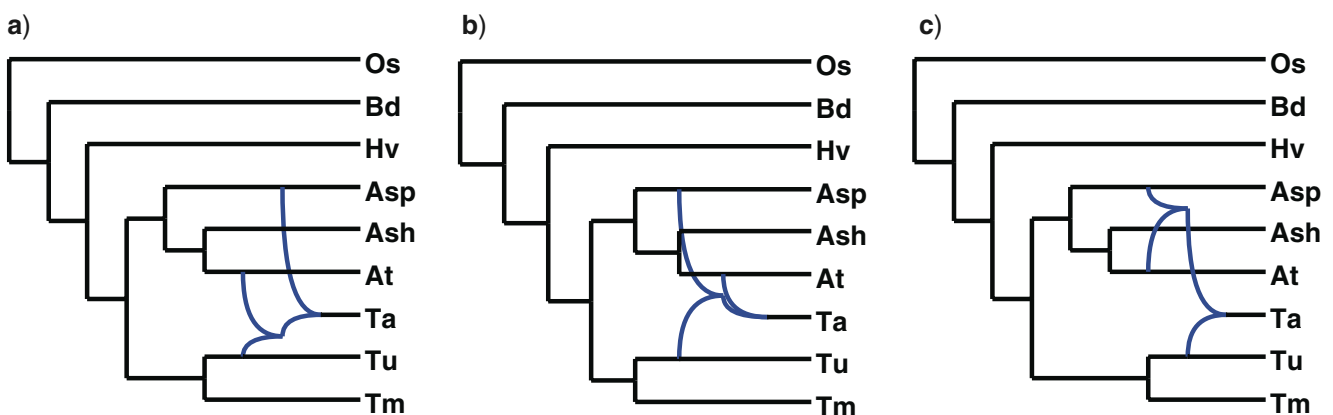 a)
Os
Bd
Hv
Asp
Ash
At
Ta
Tu
Tm
b)
Os
Bd
Hv
Asp
Ash
At
Ta
Tu
Tm
c)
Os
Bd
Hv
Asp
Ash
At
Ta
Tu
Tm